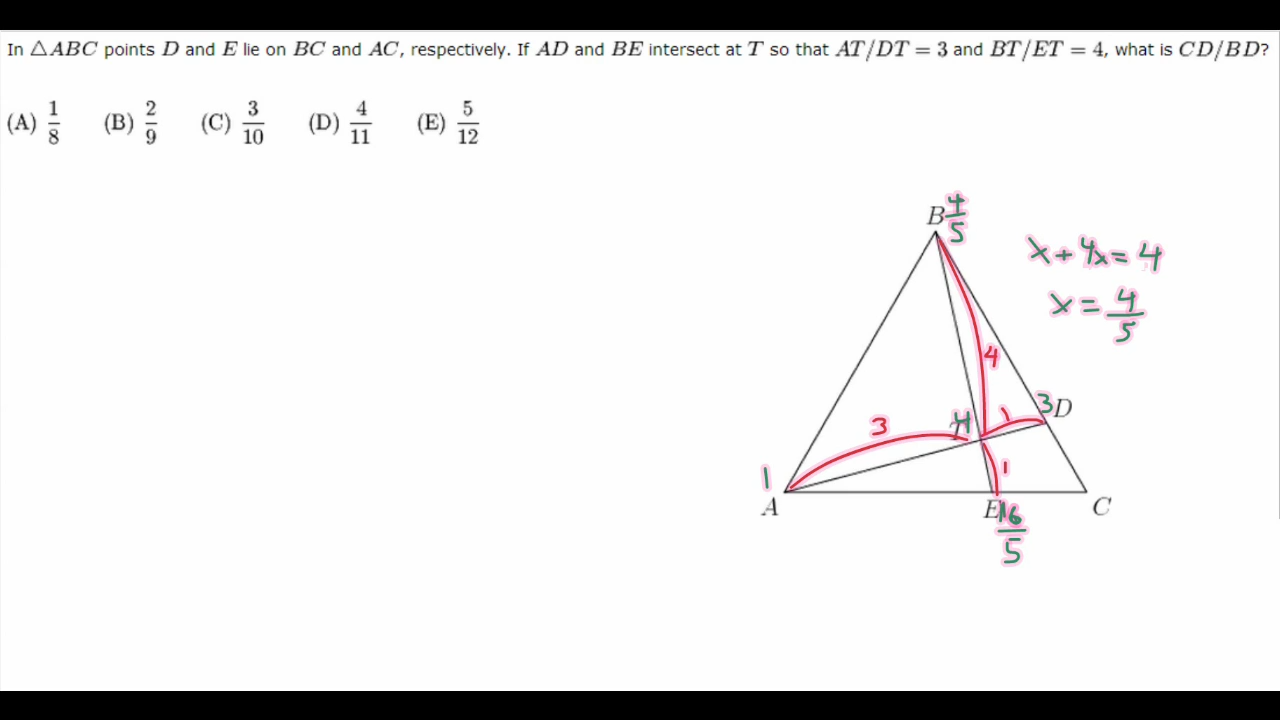 In △ABC points D and E lie on BC and AC, respectively. If AD and BE intersect at T so that AT/DT = 3 and BT/ET = 4, what is CD/BD?
(A) 1/8 (B) 2/9 (C) 3/10 (D) 4/11 (E) 5/12
B 4/5
x + 4x = 4
x = 4/5
4
3 D
3 4 1
1 1
A E C
16/5